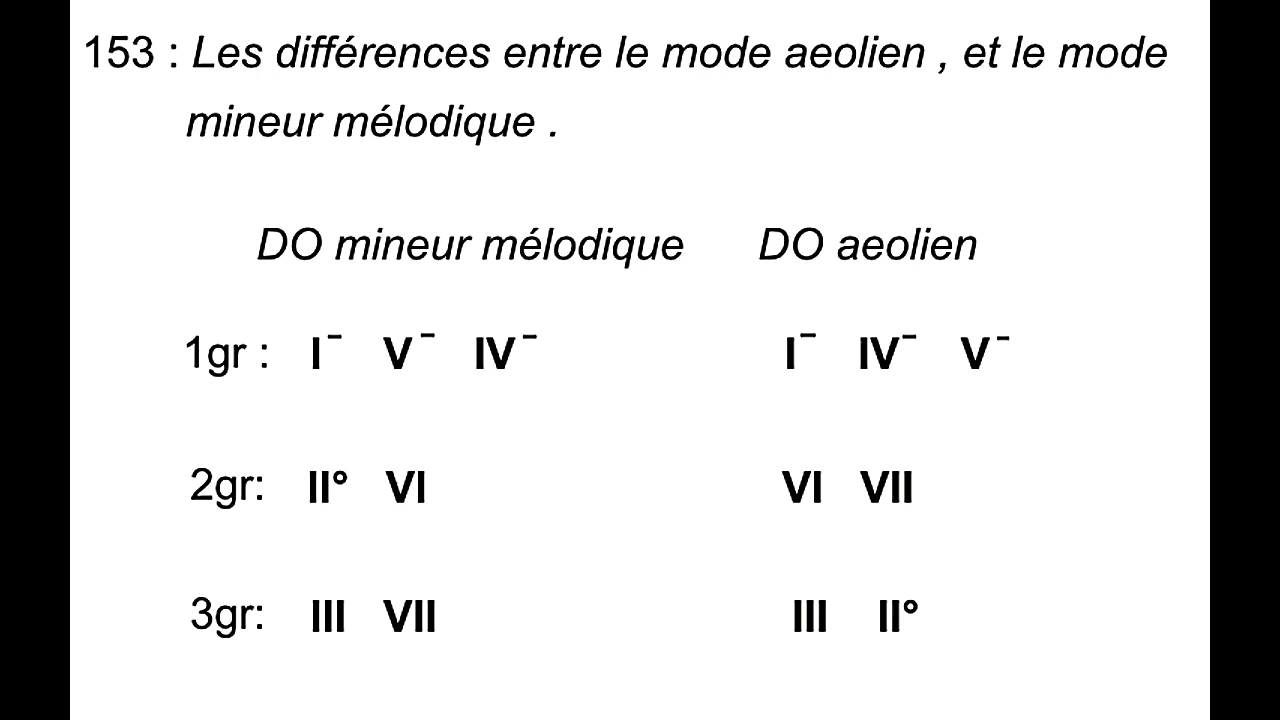 153 : Les différences entre le mode aeolien , et le mode
mineur mélodique .
DO mineur mélodique DO aeolien
1gr : I⁻ V⁻ IV⁻ I⁻ IV⁻ V⁻
2gr: II° VI VI VII
3gr: III VII III II°